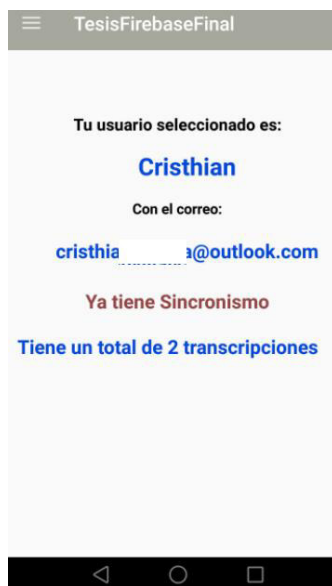 TesisFirebaseFinal
Tu usuario seleccionado es:
Cristhian
Con el correo:
cristhia a@outlook.com
Ya tiene Sincronismo
Tiene un total de 2 transcripciones